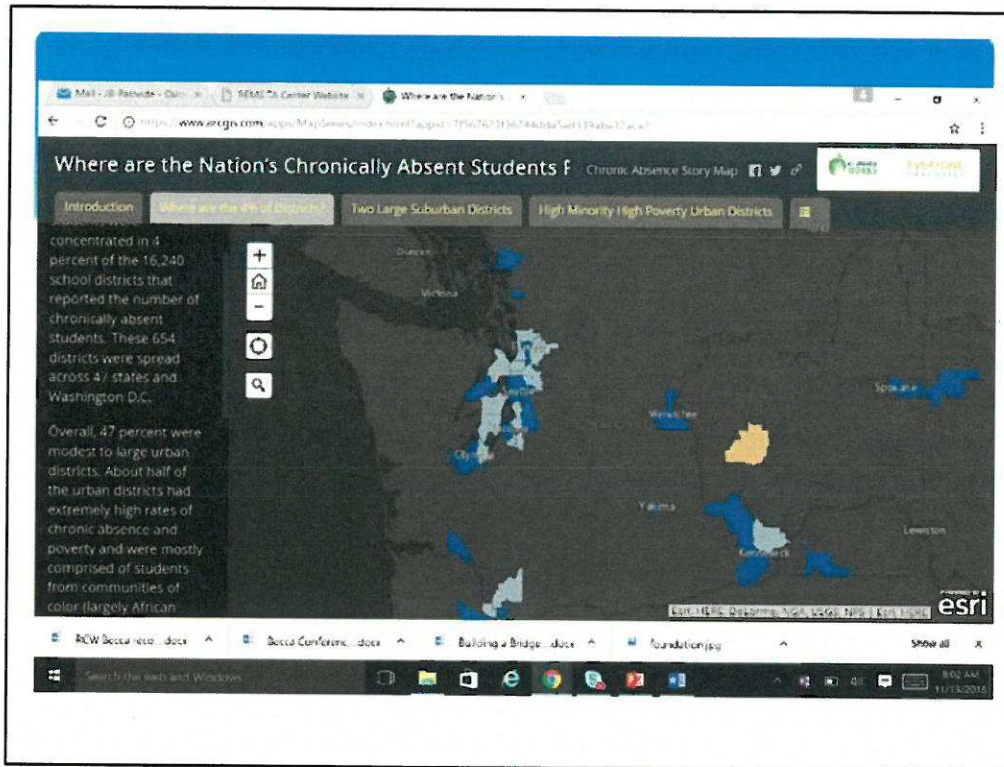 Mail -
Center Website
Where are the Nation's
www.arcgis.com
Where are the Nation's Chronically Absent Students
Chronic Absence Story Map
Introduction
Where are the 4% of Districts?
Two Large Suburban Districts
High Minority High Poverty Urban Districts
concentrated in 4
percent of the 16,240
school districts that
reported the number of
chronically absent
students. These 654
districts were spread
across 47 states and
Washington D.C.
Overall, 47 percent were
modest to large urban
districts. About half of
the urban districts had
extremely high rates of
chronic absence and
poverty and were mostly
comprised of students
from communities of
color (largely African
+
−
Duncan
Victoria
Seattle
Olympia
Wenatchee
Spokane
Yakima
Kennewick
Lewiston
Esri, HERE, DeLorme, NGA, USGS, NPS | Esri, HERE
POWERED BY
esri
RCW Becca reco...docx
Becca Conferenc...docx
Building a Bridge...docx
foundation.jpg
Show all
X
Search the web and Windows
8:02 AM
11/13/2016